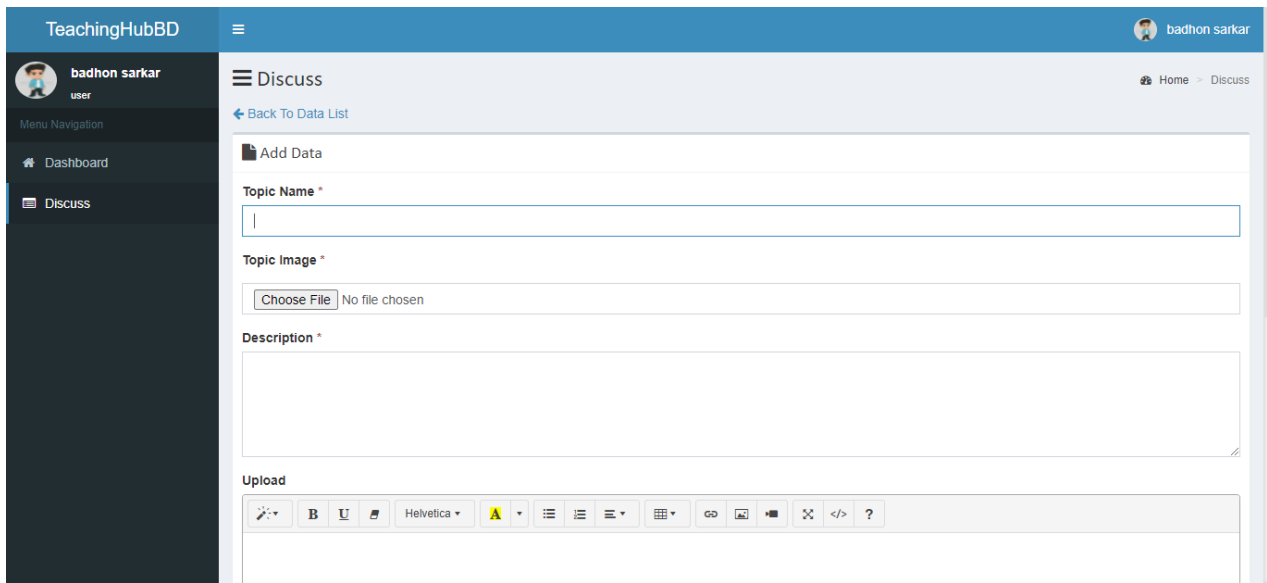 TeachingHubBD
badhon sarkar
badhon sarkar
user
Menu Navigation
Dashboard
Discuss
Discuss
Home > Discuss
Back To Data List
Add Data
Topic Name *
Topic Image *
Choose File No file chosen
Description *
Upload
B U Helvetica A </> ?